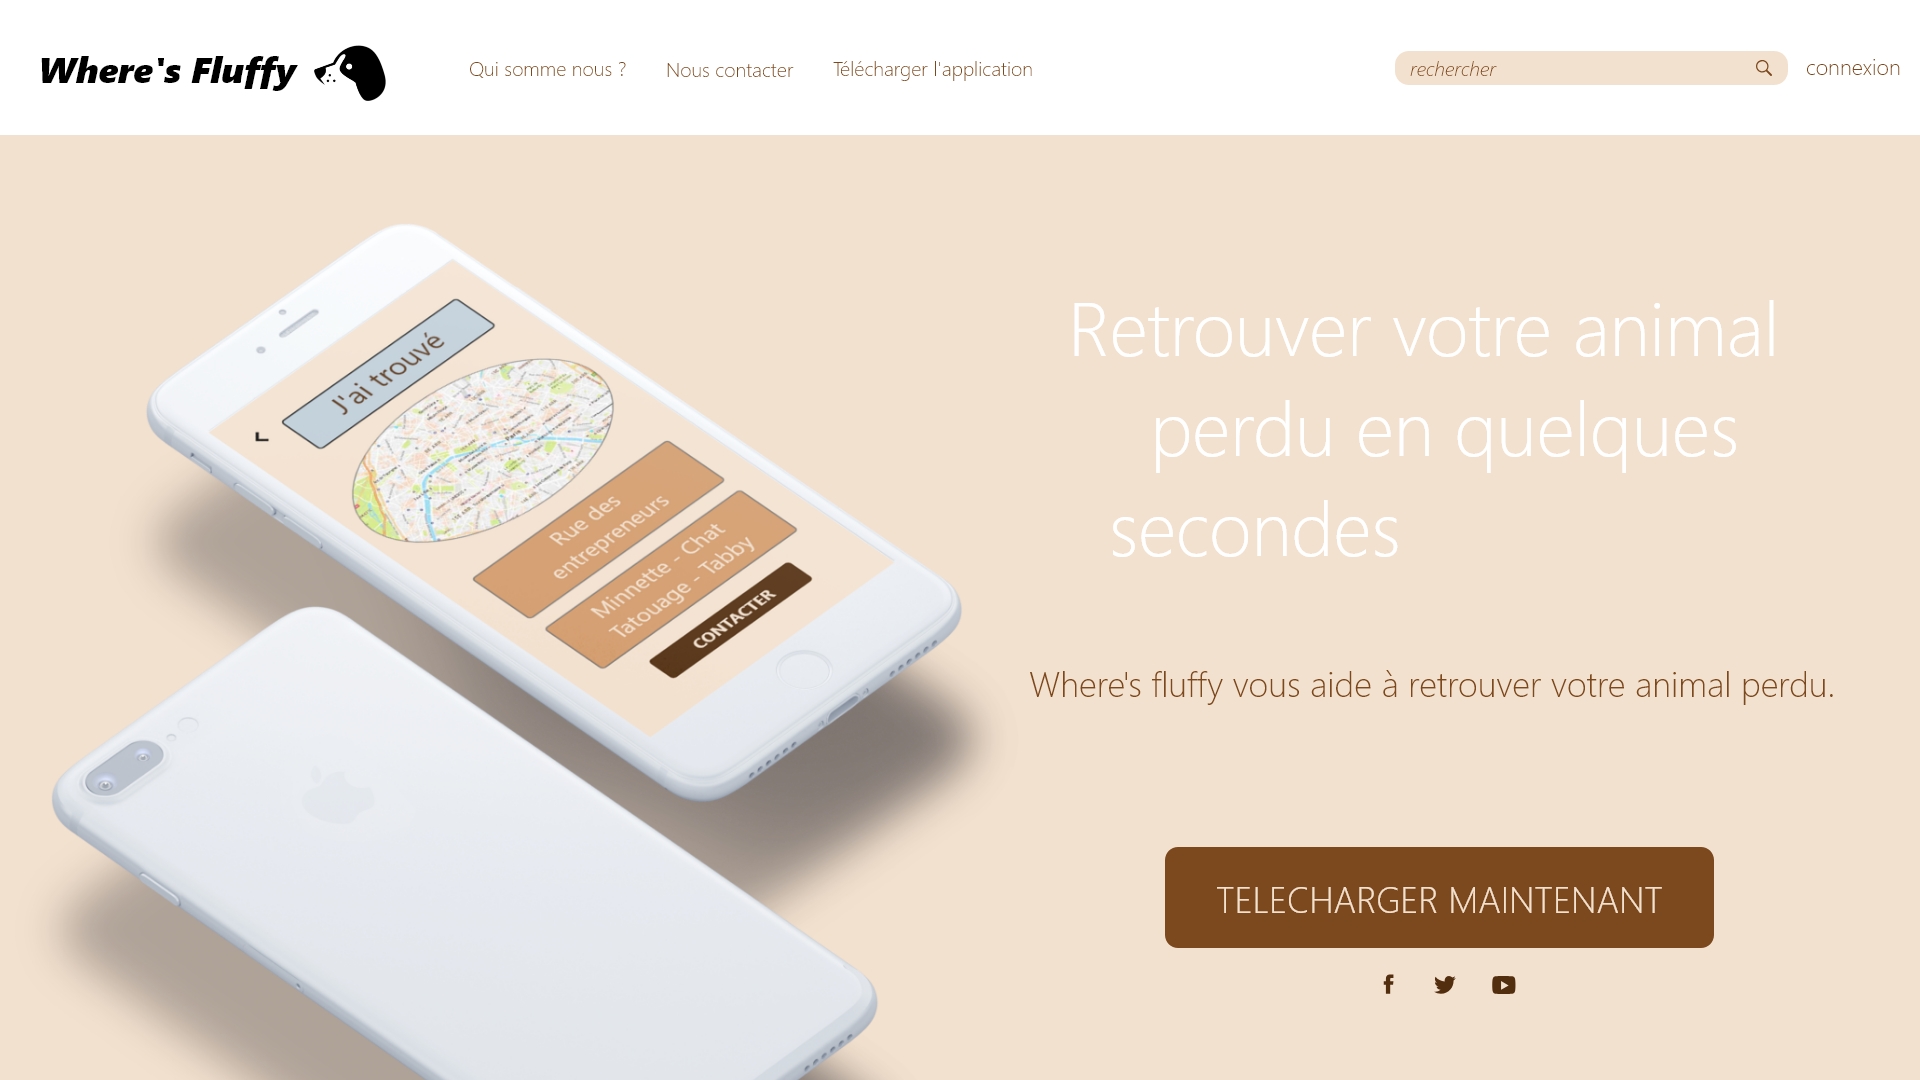 Where's Fluffy
Qui somme nous ?
Nous contacter
Télécharger l'application
rechercher
connexion
J'ai trouvé
Rue des
entrepreneurs
Minnette - Chat
Tatouage - Tabby
CONTACTER
Retrouver votre animal
perdu en quelques
secondes
Where's fluffy vous aide à retrouver votre animal perdu.
TELECHARGER MAINTENANT